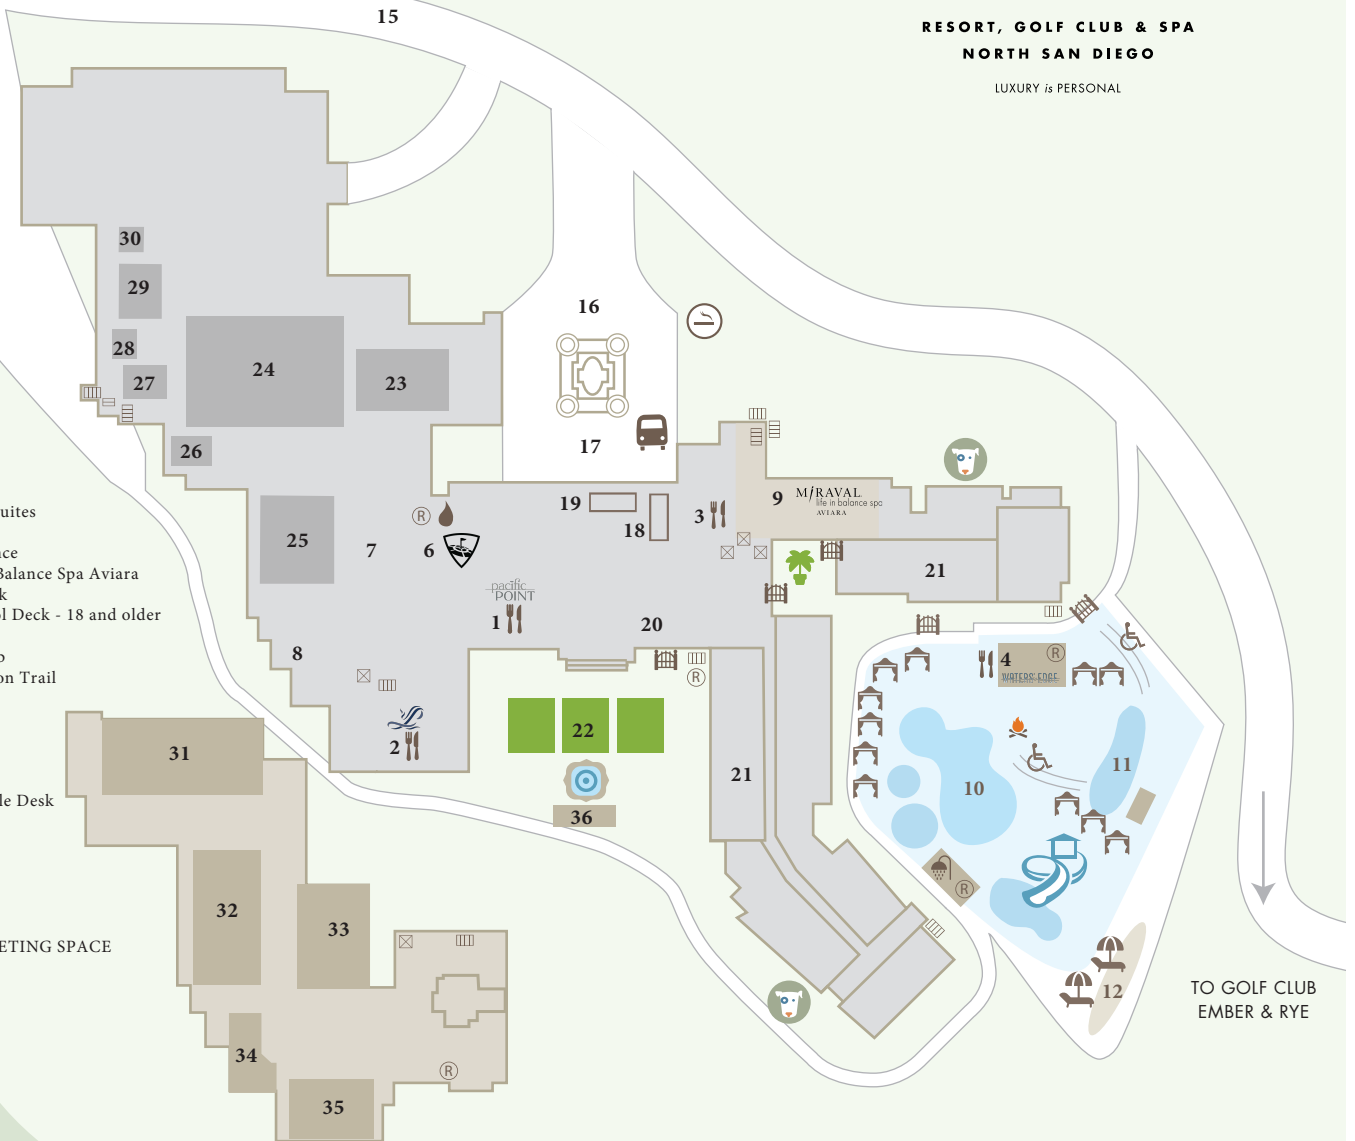 15
RESORT, GOLF CLUB & SPA
NORTH SAN DIEGO
LUXURY is PERSONAL
30
29
28
27
24
23
26
25
16
17
19
18
3
9
MIRAVAL
life in balance spa
AVIARA
R
6
7
pacific
POINT
1
20
21
8
2
22
36
21
4
R
WATERS' EDGE
R
10
11
R
12
TO GOLF CLUB
EMBER & RYE
uites
ce
Balance Spa Aviara
k
ol Deck - 18 and older
p
on Trail
le Desk
ETING SPACE
31
32
33
34
35
R